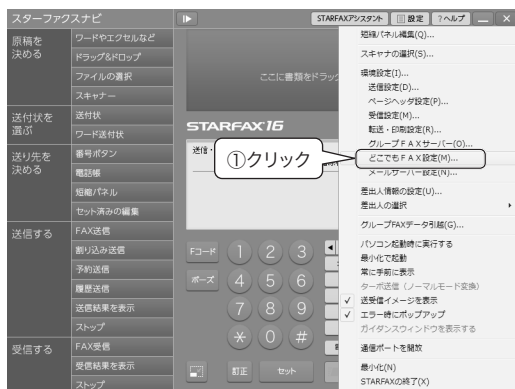 スターファクスナビ
STARFAXアシスタント
設定
?ヘルプ
原稿を
決める
ワードやエクセルなど
ドラッグ&ドロップ
ファイルの選択
スキャナー
送付状を
選ぶ
送付状
ワード送付状
送り先を
決める
番号ボタン
電話帳
短縮パネル
セット済みの編集
送信する
FAX送信
割り込み送信
予約送信
履歴送信
送信結果を表示
ストップ
受信する
FAX受信
受信結果を表示
ストップ
ここに書類をドラッグ
STARFAX'16
送信・
①クリック
Fコード
1
2
3
ポーズ
4
5
6
7
8
9
*
0
#
訂正
セット
短縮パネル編集(Q)...
スキャナの選択(S)...
環境設定(I)...
送信設定(D)...
ページヘッダ設定(P)...
受信設定(M)...
転送・印刷設定(R)...
グループFAXサーバー(O)...
どこでもFAX設定(M)...
メールサーバー設定(N)...
差出人情報の設定(U)...
差出人の選択
グループFAXデータ引越(G)...
パソコン起動時に実行する
最小化で起動
常に手前に表示
ターボ送信(ノーマルモード変換)
✓ 送受信イメージを表示
✓ エラー時にポップアップ
ガイダンスウィンドウを表示する
通信ポートを開放
最小化(N)
STARFAXの終了(X)